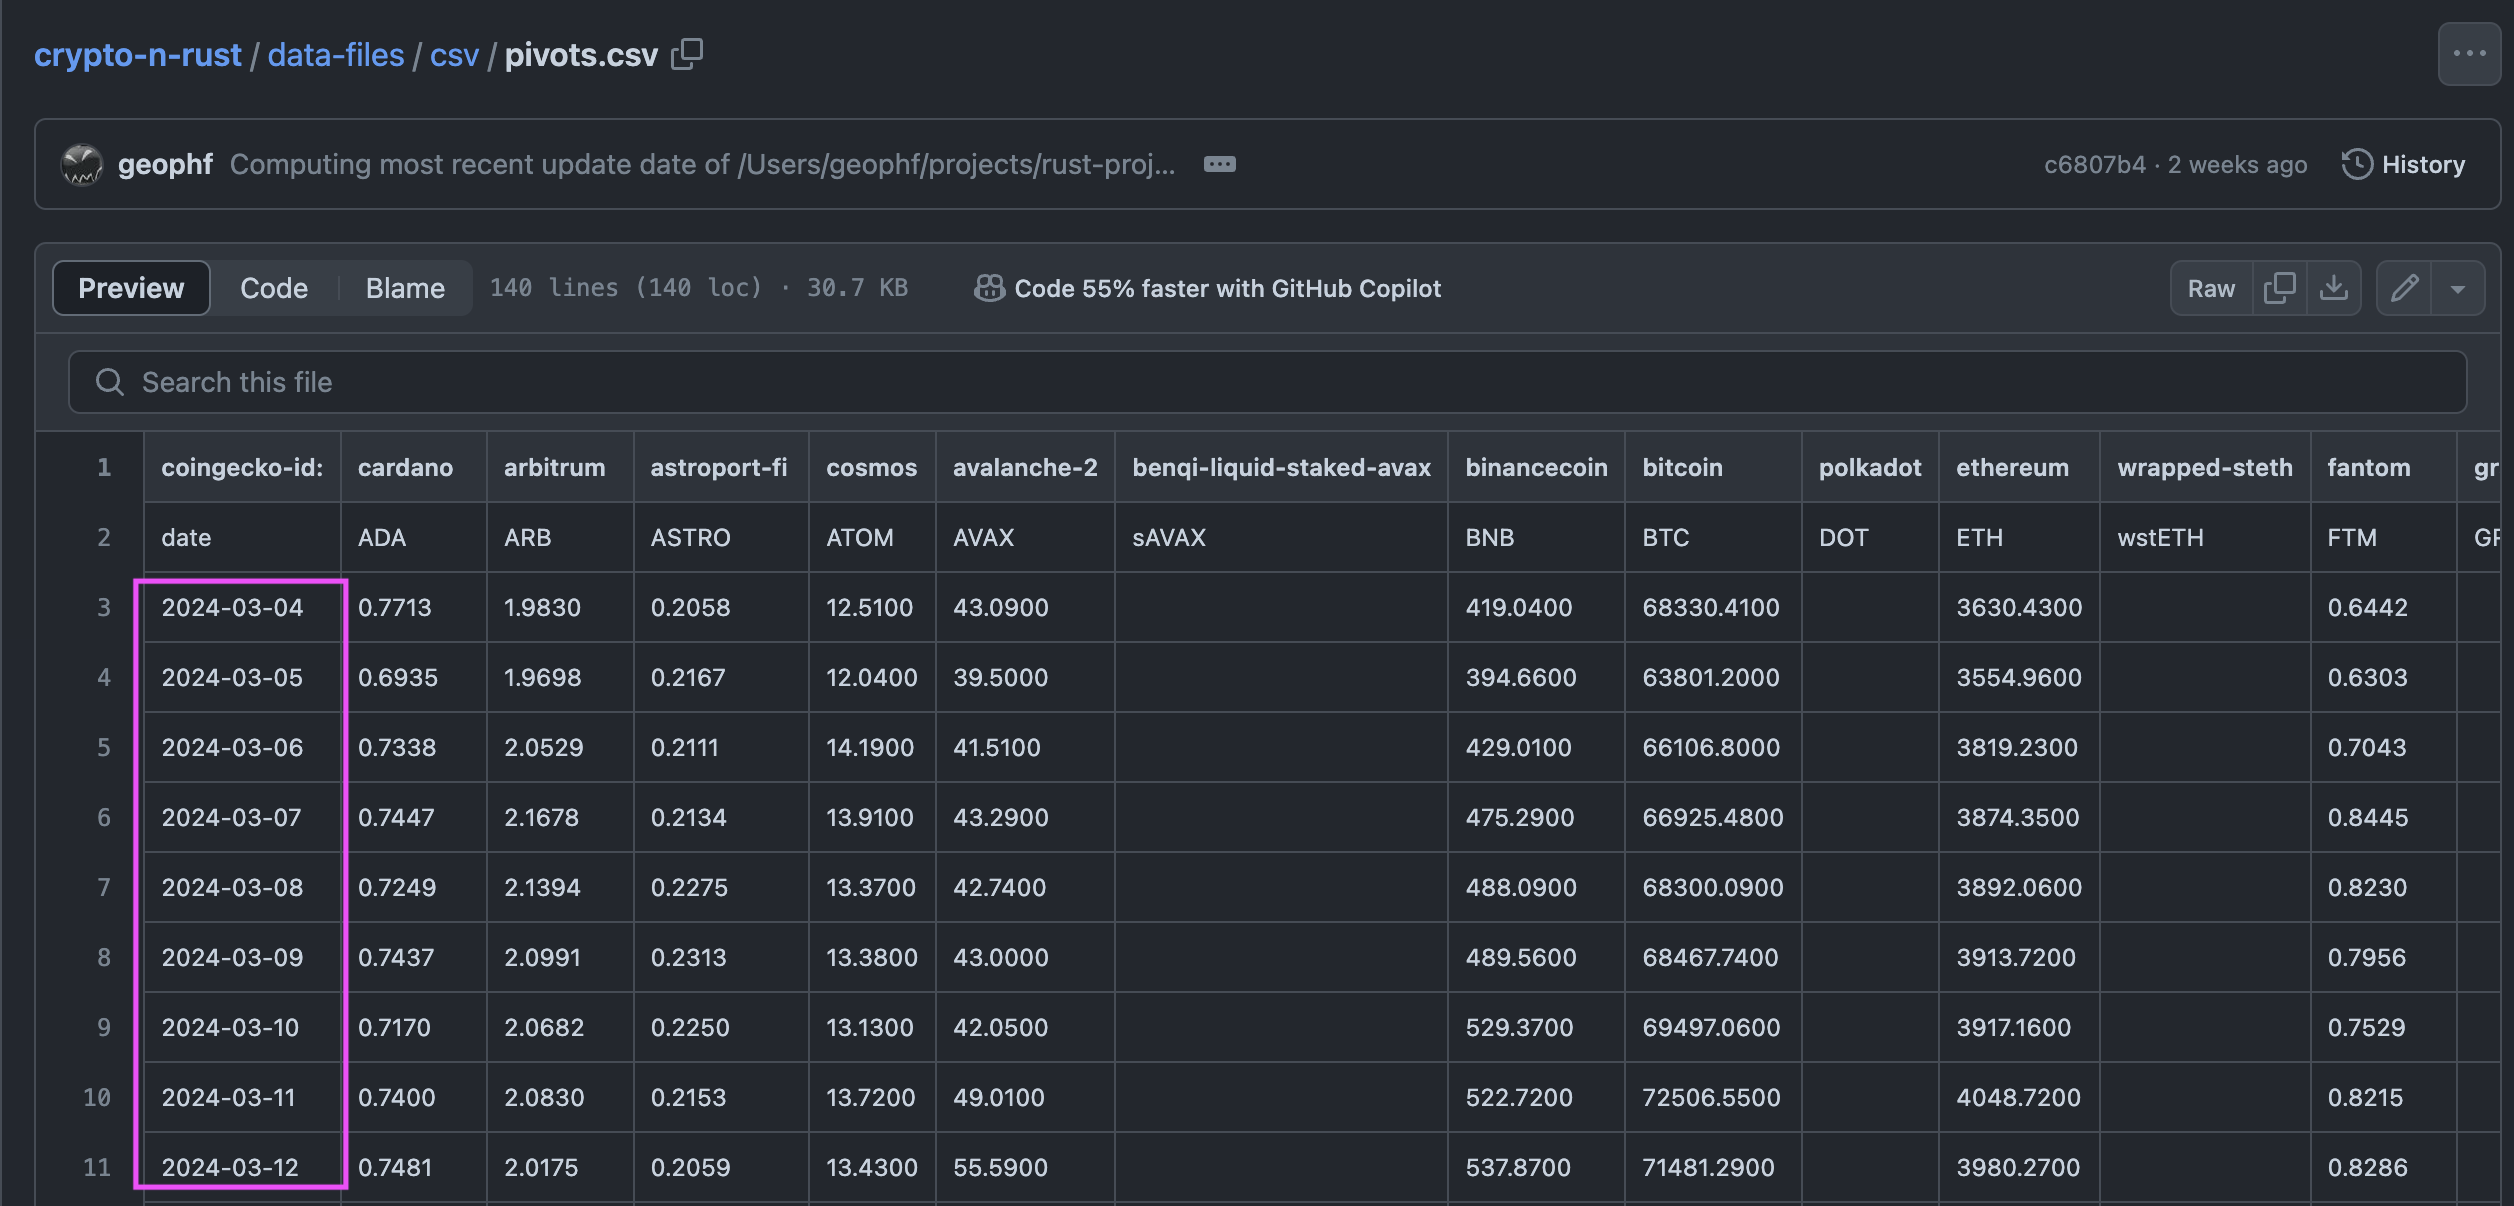 crypto-n-rust / data-files / csv / pivots.csv
geophf Computing most recent update date of /Users/geophf/projects/rust-proj... c6807b4 · 2 weeks ago History
Preview Code Blame 140 lines (140 loc) · 30.7 KB Code 55% faster with GitHub Copilot Raw
Search this file
1 coingecko-id: cardano arbitrum astroport-fi cosmos avalanche-2 benqi-liquid-staked-avax binancecoin bitcoin polkadot ethereum wrapped-steth fantom gr
2 date ADA ARB ASTRO ATOM AVAX sAVAX BNB BTC DOT ETH wstETH FTM
3 2024-03-04 0.7713 1.9830 0.2058 12.5100 43.0900 419.0400 68330.4100 3630.4300 0.6442
4 2024-03-05 0.6935 1.9698 0.2167 12.0400 39.5000 394.6600 63801.2000 3554.9600 0.6303
5 2024-03-06 0.7338 2.0529 0.2111 14.1900 41.5100 429.0100 66106.8000 3819.2300 0.7043
6 2024-03-07 0.7447 2.1678 0.2134 13.9100 43.2900 475.2900 66925.4800 3874.3500 0.8445
7 2024-03-08 0.7249 2.1394 0.2275 13.3700 42.7400 488.0900 68300.0900 3892.0600 0.8230
8 2024-03-09 0.7437 2.0991 0.2313 13.3800 43.0000 489.5600 68467.7400 3913.7200 0.7956
9 2024-03-10 0.7170 2.0682 0.2250 13.1300 42.0500 529.3700 69497.0600 3917.1600 0.7529
10 2024-03-11 0.7400 2.0830 0.2153 13.7200 49.0100 522.7200 72506.5500 4048.7200 0.8215
11 2024-03-12 0.7481 2.0175 0.2059 13.4300 55.5900 537.8700 71481.2900 3980.2700 0.8286